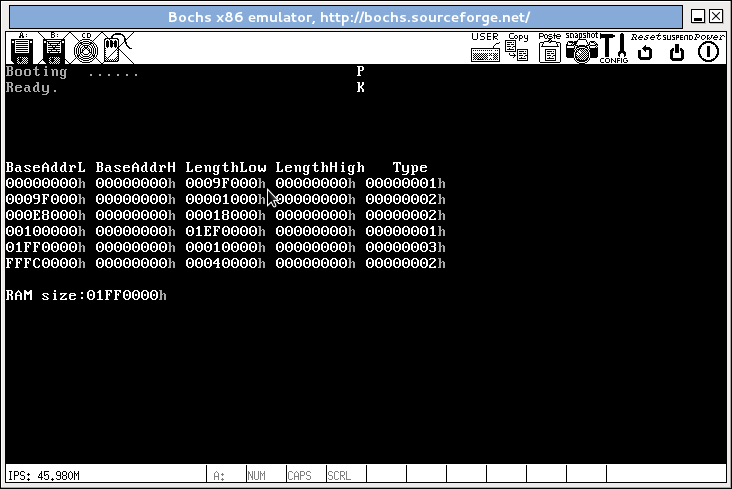 Bochs x86 emulator, http://bochs.sourceforge.net/
A: B: CD USER Copy Paste snapshot CONFIG Reset SUSPEND Power
Booting ...... P
Ready. K
BaseAddrL BaseAddrH LengthLow LengthHigh Type
00000000h 00000000h 0009F000h 00000000h 00000001h
0009F000h 00000000h 00001000h 00000000h 00000002h
000E8000h 00000000h 00018000h 00000000h 00000002h
00100000h 00000000h 01EF0000h 00000000h 00000001h
01FF0000h 00000000h 00010000h 00000000h 00000003h
FFFC0000h 00000000h 00040000h 00000000h 00000002h
RAM size:01FF0000h
IPS: 45.980M A: NUM CAPS SCRL